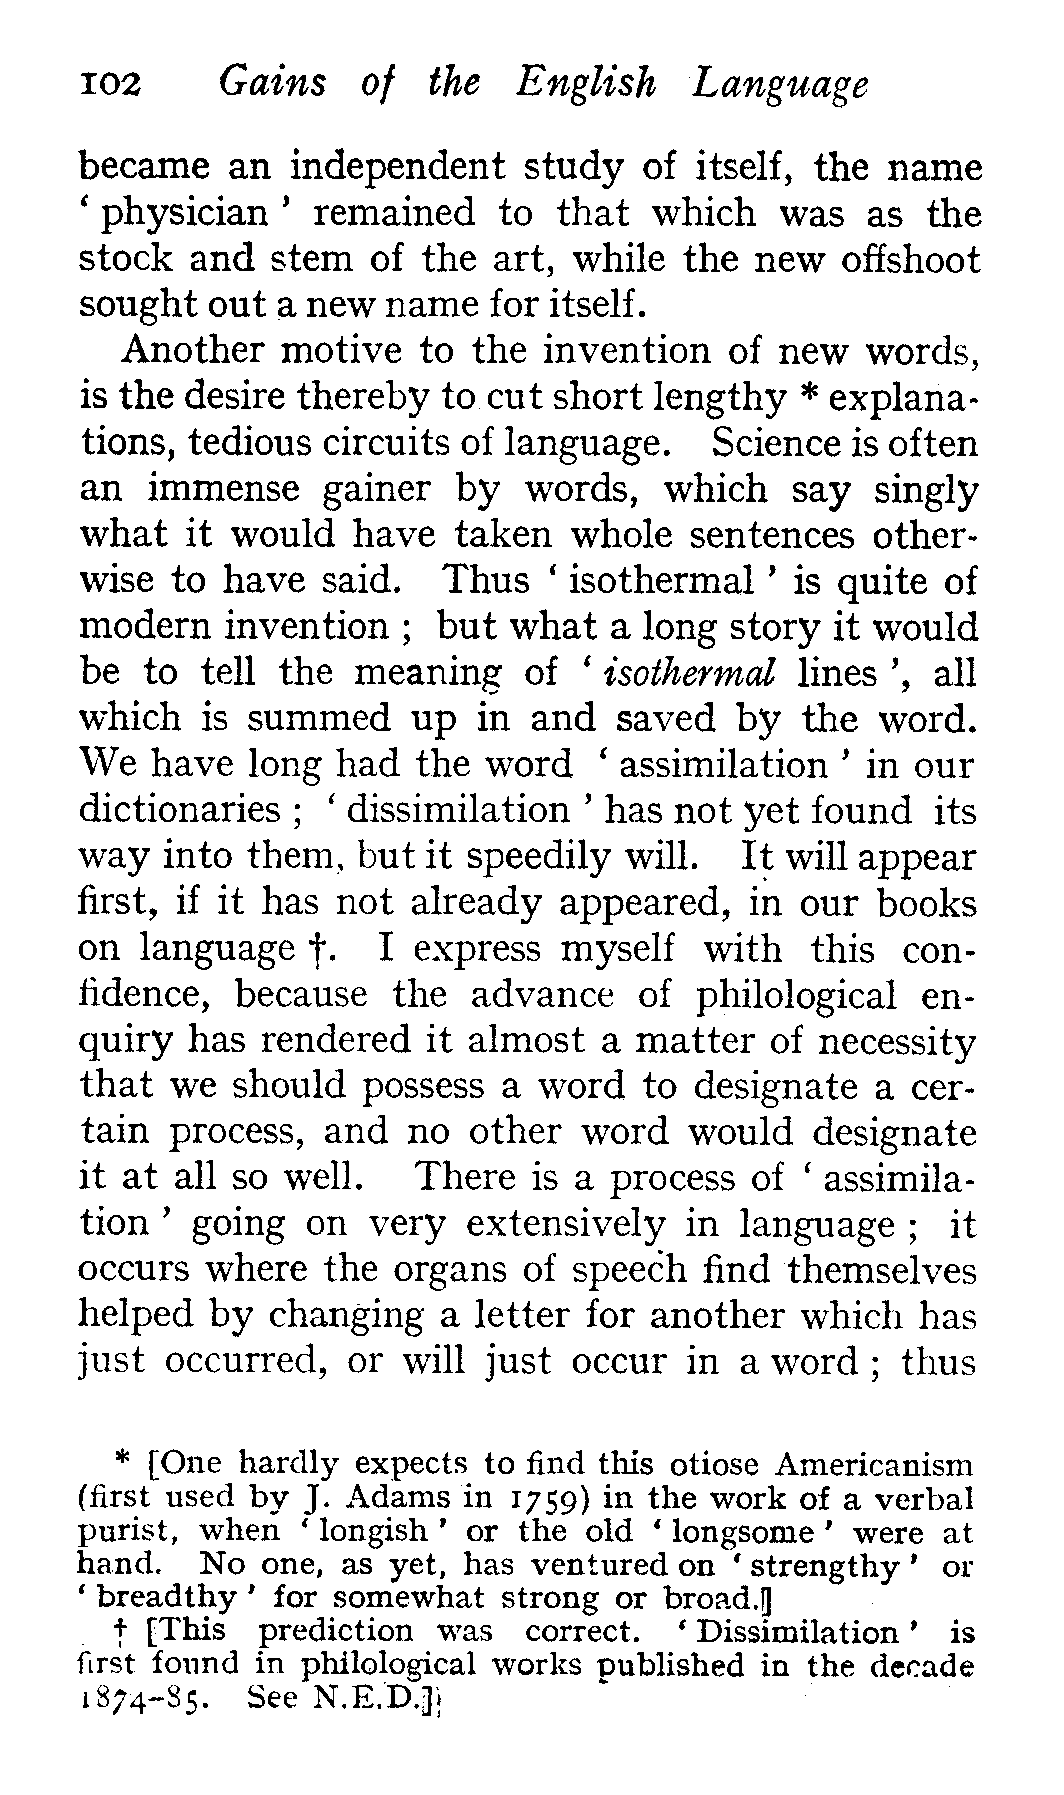 102 Gains of the English Language
became an independent study of itself, the name
‘ physician ’ remained to that which was as the
stock and stem of the art, while the new offshoot
sought out a new name for itself.
Another motive to the invention of new words,
is the desire thereby to cut short lengthy * explana-
tions, tedious circuits of language. Science is often
an immense gainer by words, which say singly
what it would have taken whole sentences other-
wise to have said. Thus ‘ isothermal ’ is quite of
modern invention ; but what a long story it would
be to tell the meaning of ‘ isothermal lines ’, all
which is summed up in and saved by the word.
We have long had the word ‘ assimilation ’ in our
dictionaries ; ‘ dissimilation ’ has not yet found its
way into them, but it speedily will. It will appear
first, if it has not already appeared, in our books
on language †. I express myself with this con-
fidence, because the advance of philological en-
quiry has rendered it almost a matter of necessity
that we should possess a word to designate a cer-
tain process, and no other word would designate
it at all so well. There is a process of ‘ assimila-
tion ’ going on very extensively in language ; it
occurs where the organs of speech find themselves
helped by changing a letter for another which has
just occurred, or will just occur in a word ; thus
* [One hardly expects to find this otiose Americanism
(first used by J. Adams in 1759) in the work of a verbal
purist, when ‘ longish ’ or the old ‘ longsome ’ were at
hand. No one, as yet, has ventured on ‘ strengthy ’ or
‘ breadthy ’ for somewhat strong or broad.]
† [This prediction was correct. ‘ Dissimilation ’ is
first found in philological works published in the decade
1874-85. See N.E.D.]